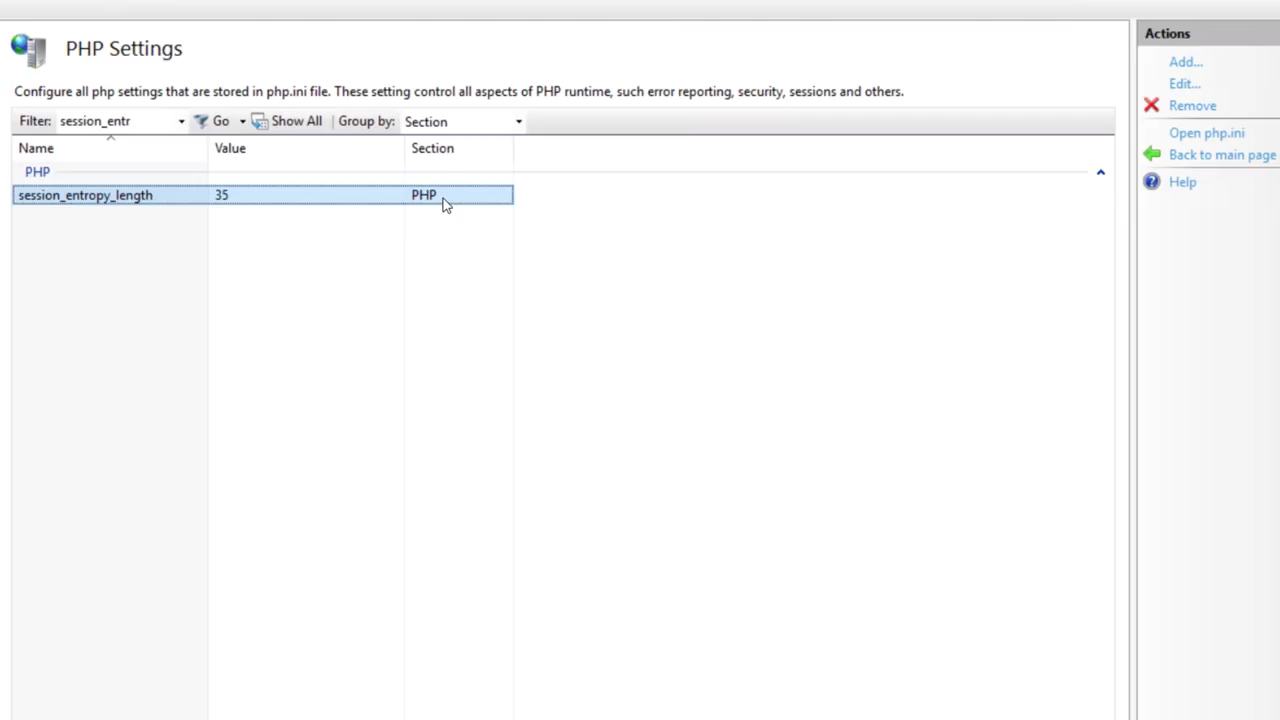 PHP Settings
Configure all php settings that are stored in php.ini file. These setting control all aspects of PHP runtime, such error reporting, security, sessions and others.
Filter: session_entr Go Show All Group by: Section
Name Value Section
PHP
session_entropy_length 35 PHP
Actions
Add...
Edit...
Remove
Open php.ini
Back to main page
Help